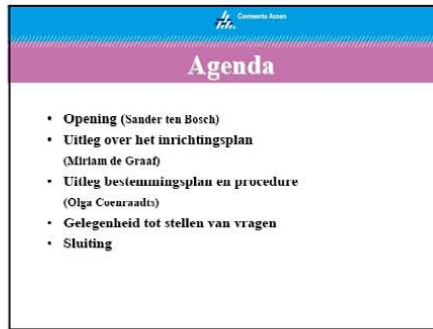 Gemeente Assen
Agenda
• Opening (Sander ten Bosch)
• Uitleg over het inrichtingsplan
(Miriam de Graaf)
• Uitleg bestemmingsplan en procedure
(Olga Coenraadts)
• Gelegenheid tot stellen van vragen
• Sluiting